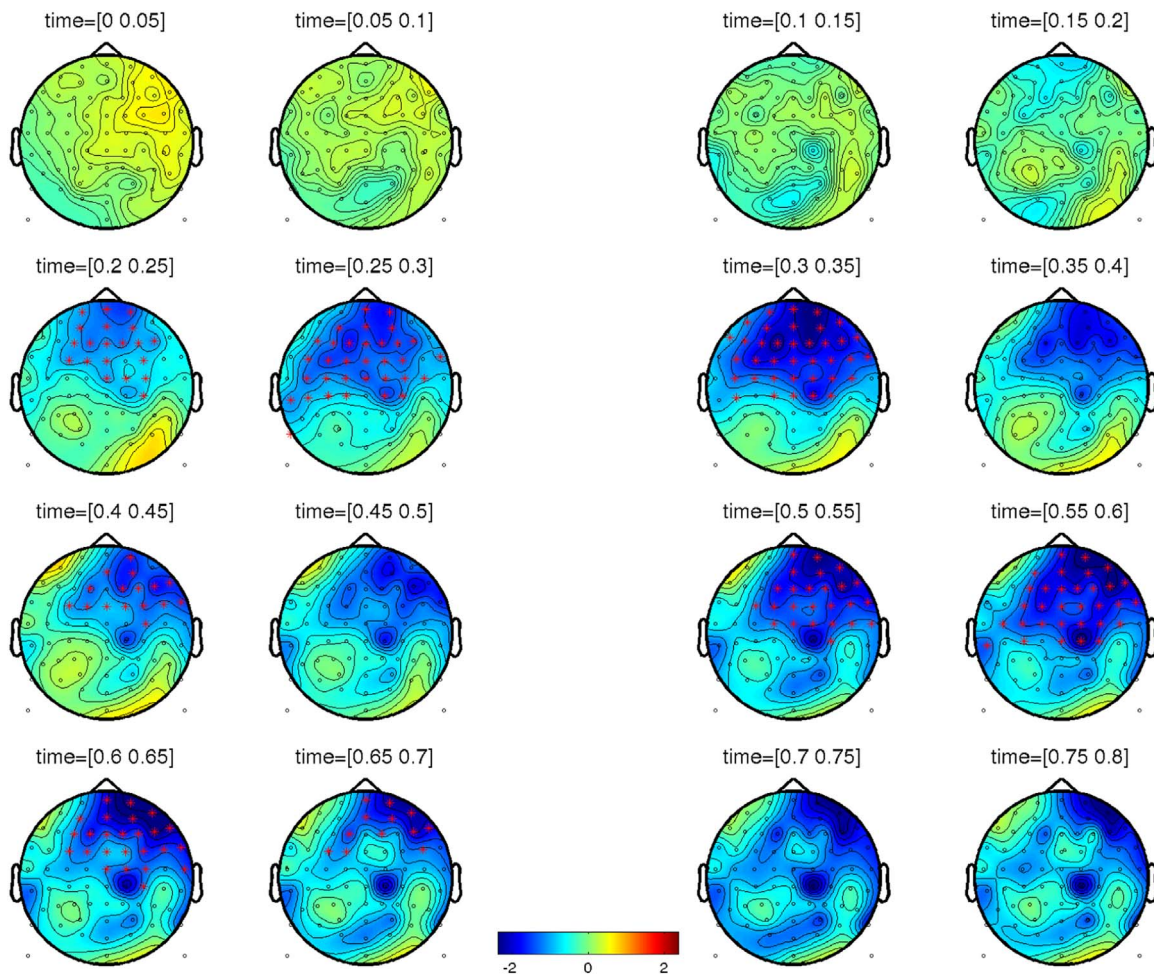 time=[0 0.05]
time=[0.05 0.1]
time=[0.1 0.15]
time=[0.15 0.2]
time=[0.2 0.25]
time=[0.25 0.3]
time=[0.3 0.35]
time=[0.35 0.4]
time=[0.4 0.45]
time=[0.45 0.5]
time=[0.5 0.55]
time=[0.55 0.6]
time=[0.6 0.65]
time=[0.65 0.7]
time=[0.7 0.75]
time=[0.75 0.8]
-2 0 2